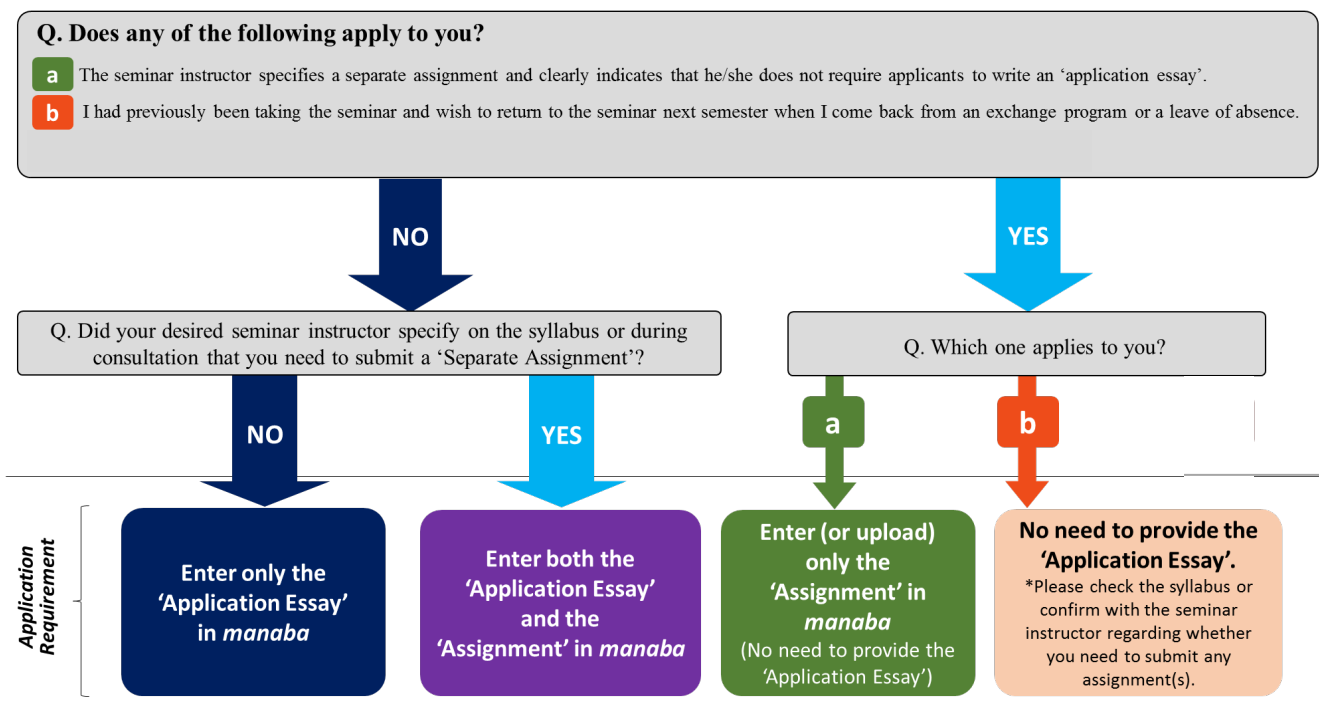 Q. Does any of the following apply to you?
a The seminar instructor specifies a separate assignment and clearly indicates that he/she does not require applicants to write an ‘application essay’.
b I had previously been taking the seminar and wish to return to the seminar next semester when I come back from an exchange program or a leave of absence.
NO
YES
Q. Did your desired seminar instructor specify on the syllabus or during
consultation that you need to submit a ‘Separate Assignment’?
Q. Which one applies to you?
NO
YES
a
b
Application
Requirement
Enter only the
‘Application Essay’
in manaba
Enter both the
‘Application Essay’
and the
‘Assignment’ in manaba
Enter (or upload)
only the
‘Assignment’ in
manaba
(No need to provide the
‘Application Essay’)
No need to provide the
‘Application Essay’.
*Please check the syllabus or
confirm with the seminar
instructor regarding whether
you need to submit any
assignment(s).